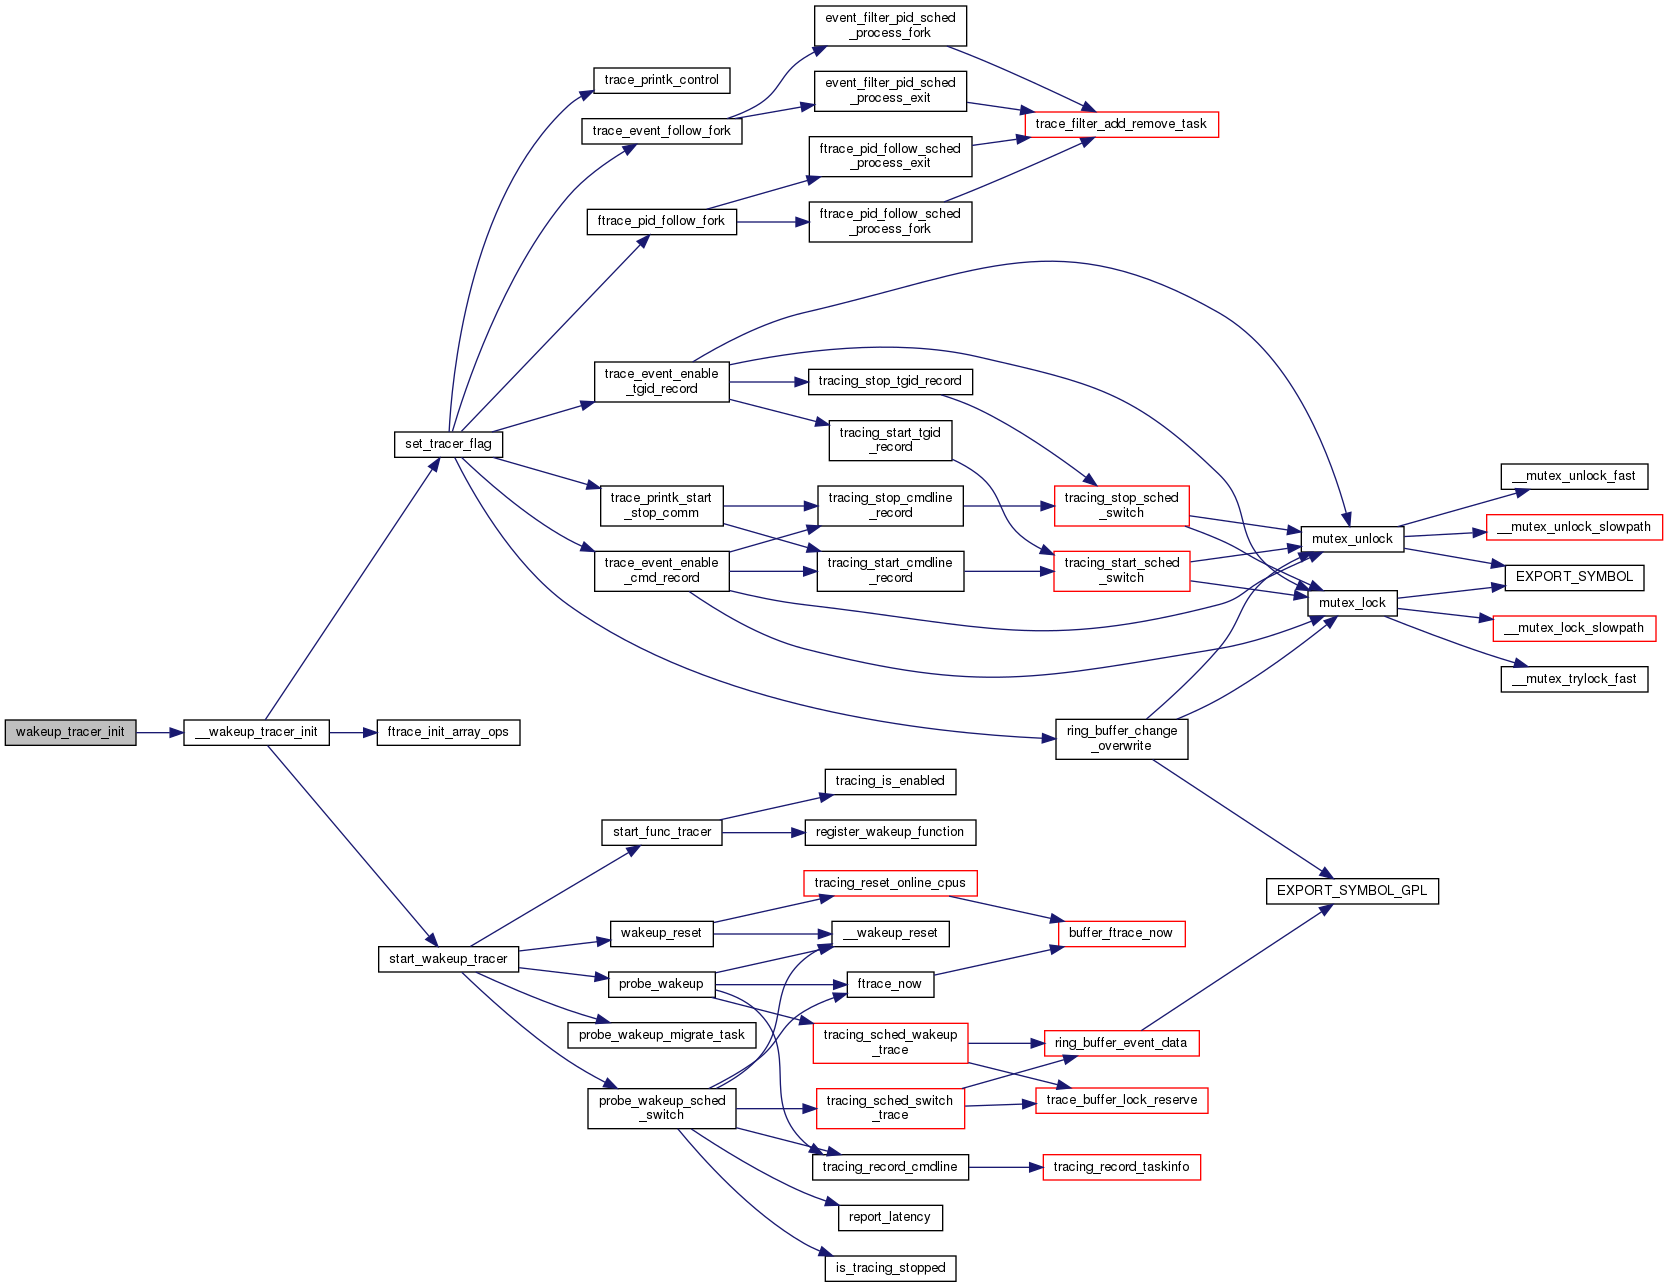 event_filter_pid_sched
_process_fork
trace_printk_control
event_filter_pid_sched
_process_exit
trace_event_follow_fork
trace_filter_add_remove_task
ftrace_pid_follow_sched
_process_exit
ftrace_pid_follow_fork
ftrace_pid_follow_sched
_process_fork
trace_event_enable
_tgid_record
tracing_stop_tgid_record
set_tracer_flag
tracing_start_tgid
_record
trace_printk_start
_stop_comm
tracing_stop_cmdline
_record
tracing_stop_sched
_switch
__mutex_unlock_fast
mutex_unlock
__mutex_unlock_slowpath
trace_event_enable
_cmd_record
tracing_start_cmdline
_record
tracing_start_sched
_switch
EXPORT_SYMBOL
mutex_lock
__mutex_lock_slowpath
__mutex_trylock_fast
wakeup_tracer_init
__wakeup_tracer_init
ftrace_init_array_ops
ring_buffer_change
_overwrite
tracing_is_enabled
start_func_tracer
register_wakeup_function
tracing_reset_online_cpus
EXPORT_SYMBOL_GPL
wakeup_reset
__wakeup_reset
buffer_ftrace_now
start_wakeup_tracer
probe_wakeup
ftrace_now
probe_wakeup_migrate_task
tracing_sched_wakeup
_trace
ring_buffer_event_data
probe_wakeup_sched
_switch
tracing_sched_switch
_trace
trace_buffer_lock_reserve
tracing_record_cmdline
tracing_record_taskinfo
report_latency
is_tracing_stopped